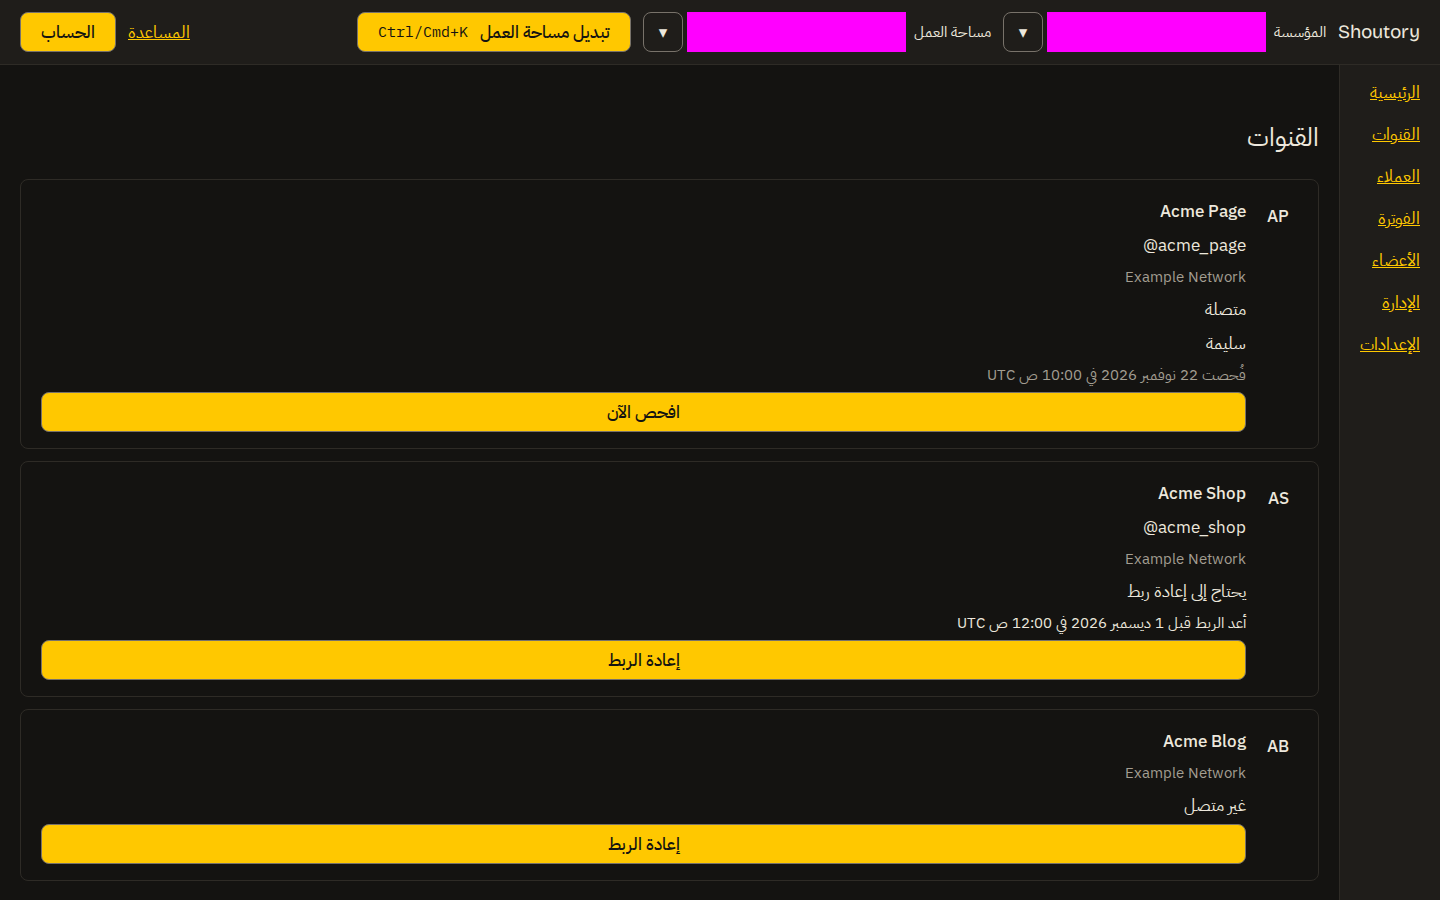 Shoutory
المؤسسة
▼
مساحة العمل
▼
تبديل مساحة العمل Ctrl/Cmd+K
المساعدة
الحساب
الرئيسية
القنوات
العملاء
الفوترة
الأعضاء
الإدارة
الإعدادات
القنوات
AP
Acme Page
@acme_page
Example Network
متصلة
سليمة
فُحصت 22 نوفمبر 2026 في 10:00 ص UTC
افحص الآن
AS
Acme Shop
@acme_shop
Example Network
يحتاج إلى إعادة ربط
أعد الربط قبل 1 ديسمبر 2026 في 12:00 ص UTC
إعادة الربط
AB
Acme Blog
Example Network
غير متصل
إعادة الربط